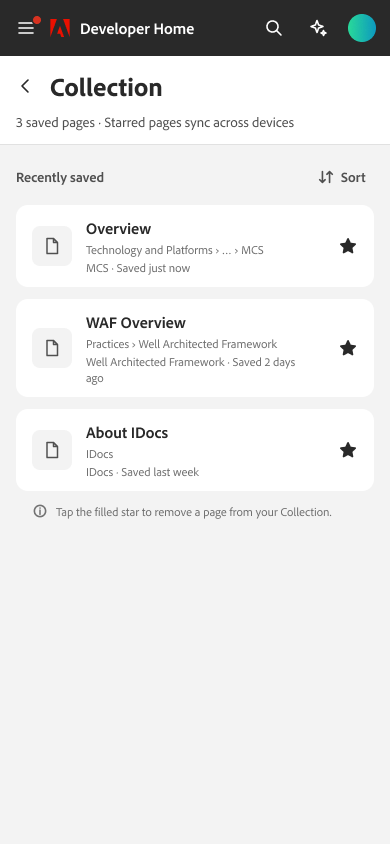 Developer Home
Collection
3 saved pages · Starred pages sync across devices
Recently saved
Sort
Overview
Technology and Platforms › ... › MCS
MCS · Saved just now
WAF Overview
Practices › Well Architected Framework
Well Architected Framework · Saved 2 days
ago
About IDocs
IDocs
IDocs · Saved last week
Tap the filled star to remove a page from your Collection.